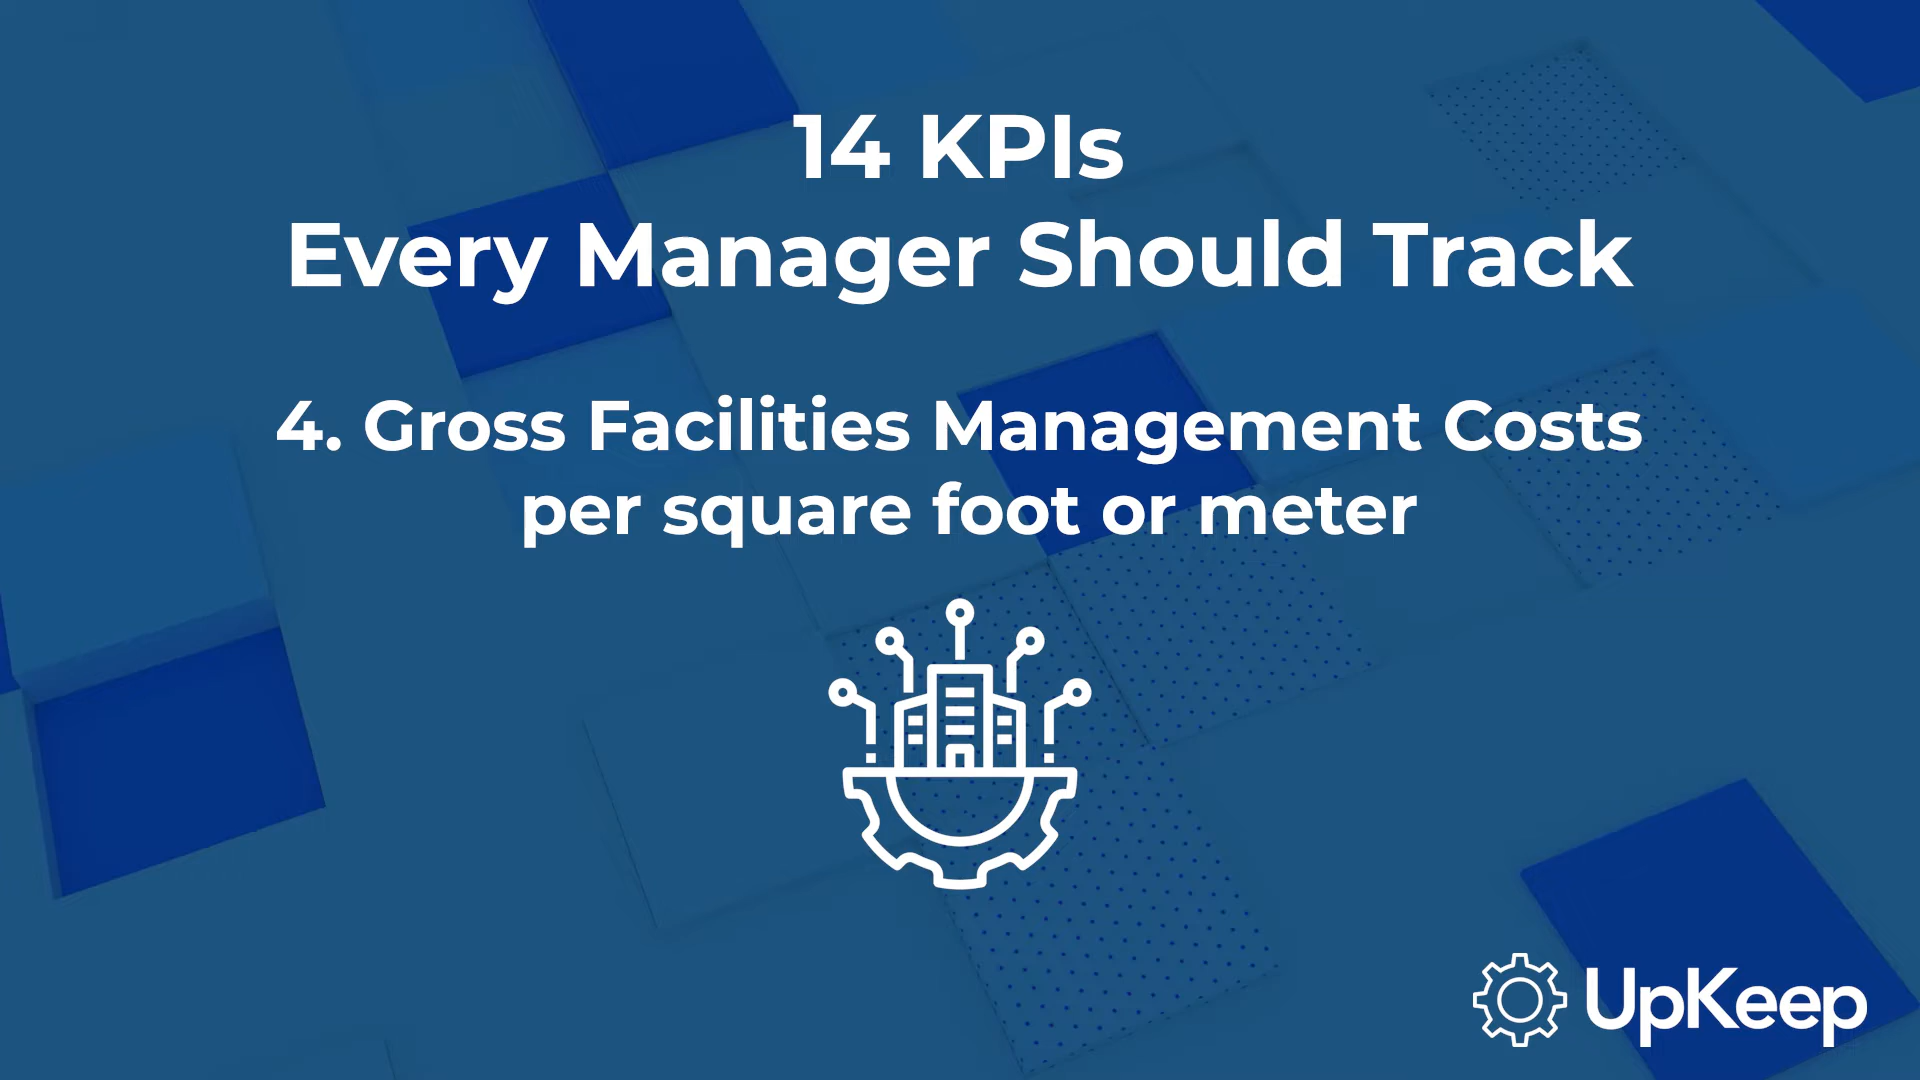 14 KPIs
Every Manager Should Track
4. Gross Facilities Management Costs
per square foot or meter
UpKeep